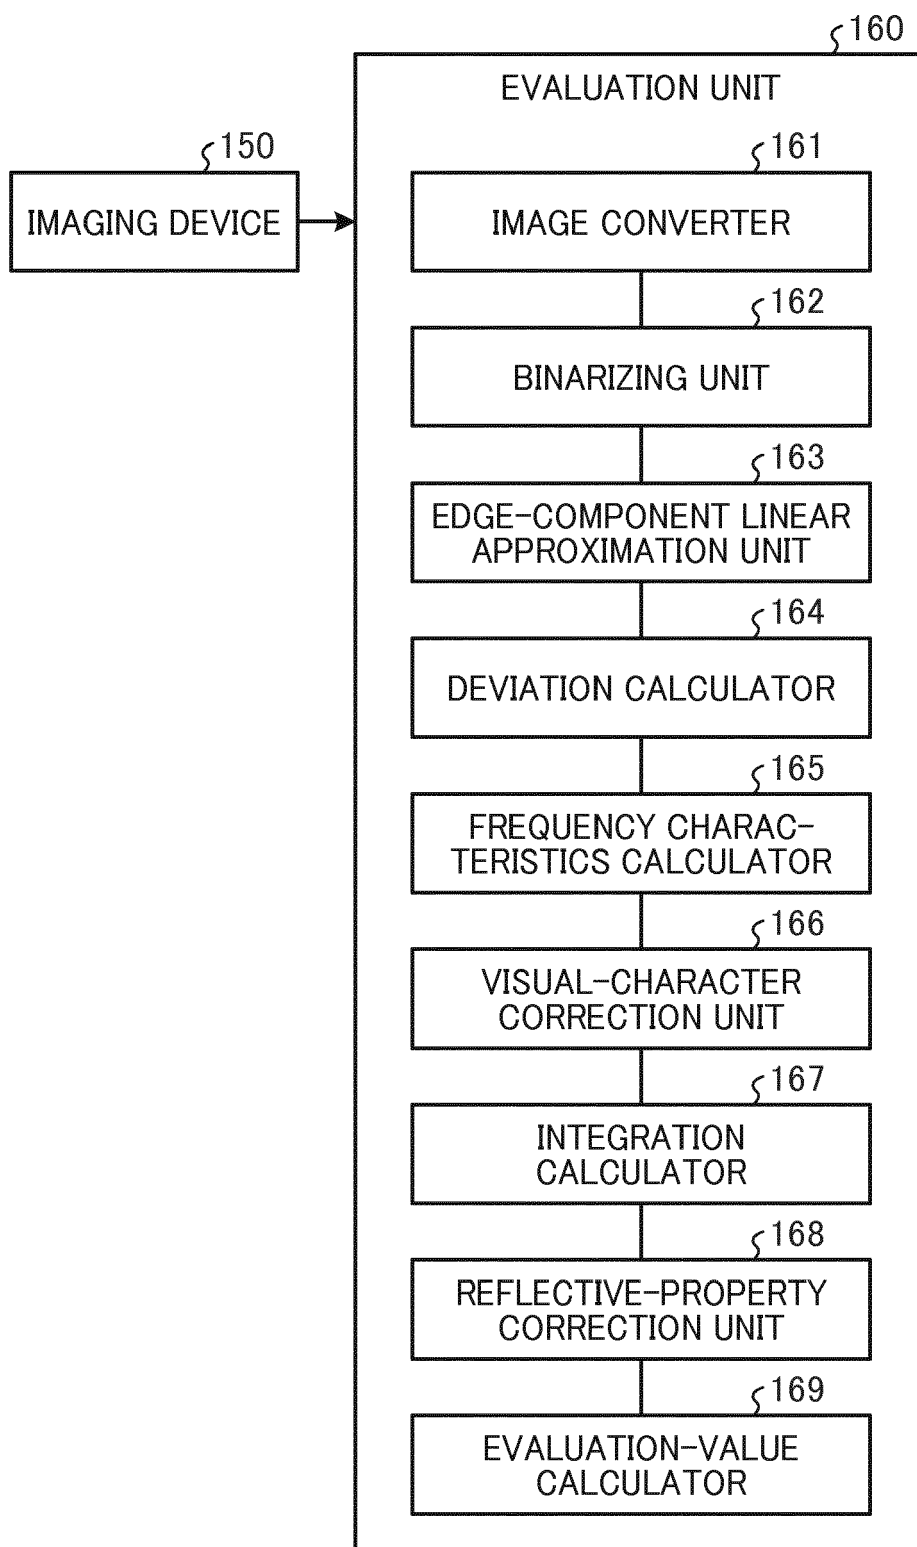 160
EVALUATION UNIT
150
IMAGING DEVICE
161
IMAGE CONVERTER
162
BINARIZING UNIT
163
EDGE-COMPONENT LINEAR
APPROXIMATION UNIT
164
DEVIATION CALCULATOR
165
FREQUENCY CHARAC-
TERISTICS CALCULATOR
166
VISUAL-CHARACTER
CORRECTION UNIT
167
INTEGRATION
CALCULATOR
168
REFLECTIVE-PROPERTY
CORRECTION UNIT
169
EVALUATION-VALUE
CALCULATOR